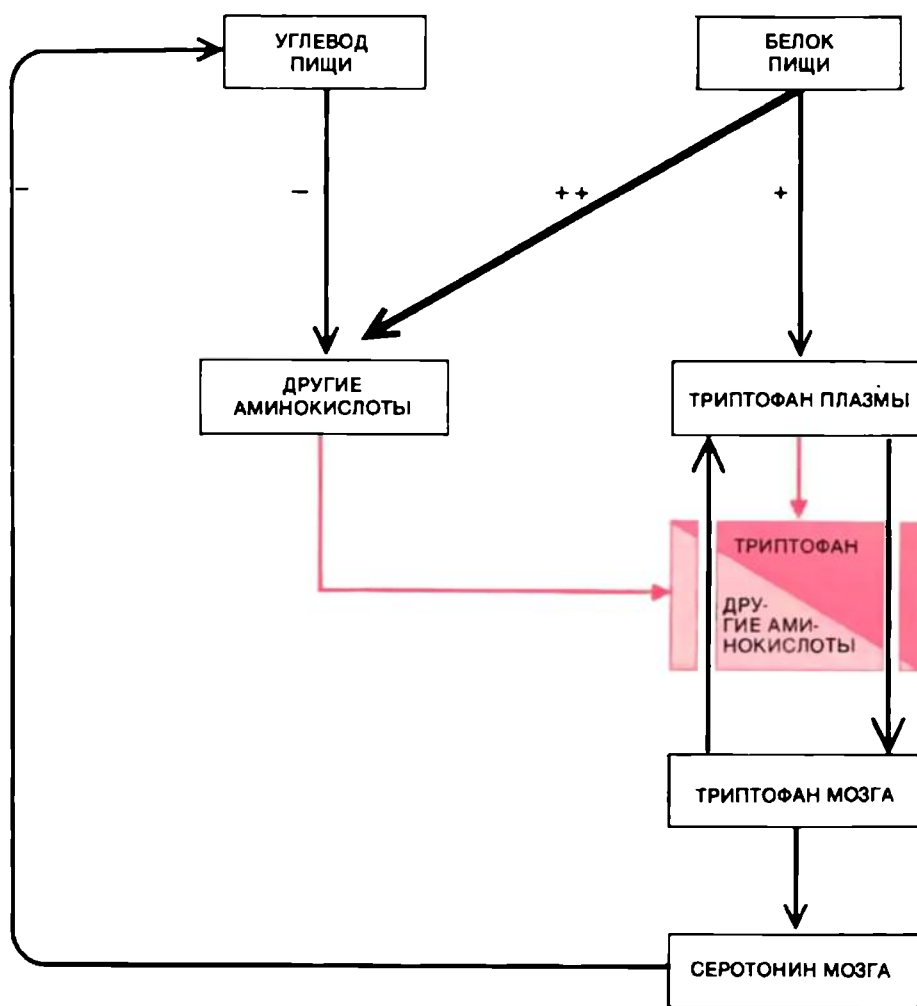 УГЛЕВОД
ПИЩИ
БЕЛОК
ПИЩИ
–
–
++
+
ДРУГИЕ
АМИНОКИСЛОТЫ
ТРИПТОФАН ПЛАЗМЫ
ТРИПТОФАН
ДРУ-
ГИЕ АМИ-
НОКИСЛОТЫ
ТРИПТОФАН МОЗГА
СЕРОТОНИН МОЗГА